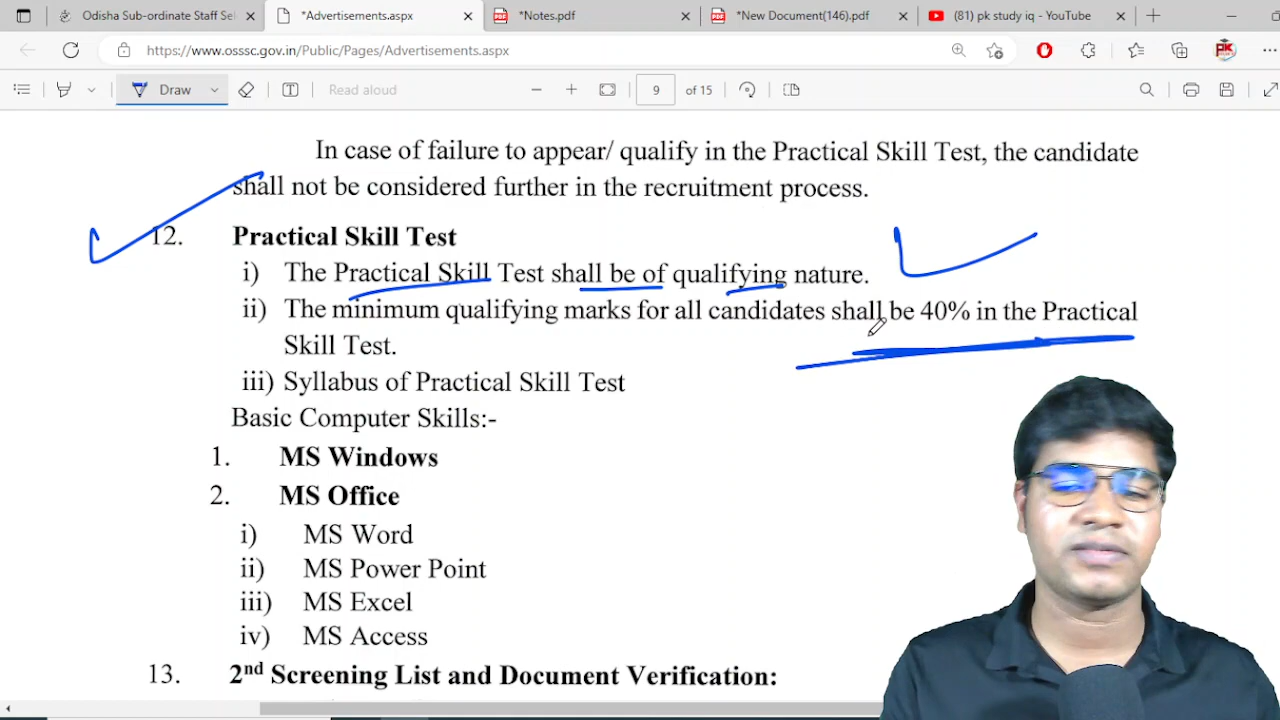 Odisha Sub-ordinate Staff Sel
*Advertisements.aspx
*Notes.pdf
*New Document(146).pdf
(81) pk study iq - YouTube
https://www.osssc.gov.in/Public/Pages/Advertisements.aspx
PK
Draw
Read aloud
9
of 15
In case of failure to appear/ qualify in the Practical Skill Test, the candidate
shall not be considered further in the recruitment process.
12. Practical Skill Test
i) The Practical Skill Test shall be of qualifying nature.
ii) The minimum qualifying marks for all candidates shall be 40% in the Practical
Skill Test.
iii) Syllabus of Practical Skill Test
Basic Computer Skills:-
1. MS Windows
2. MS Office
i) MS Word
ii) MS Power Point
iii) MS Excel
iv) MS Access
13. 2nd Screening List and Document Verification: